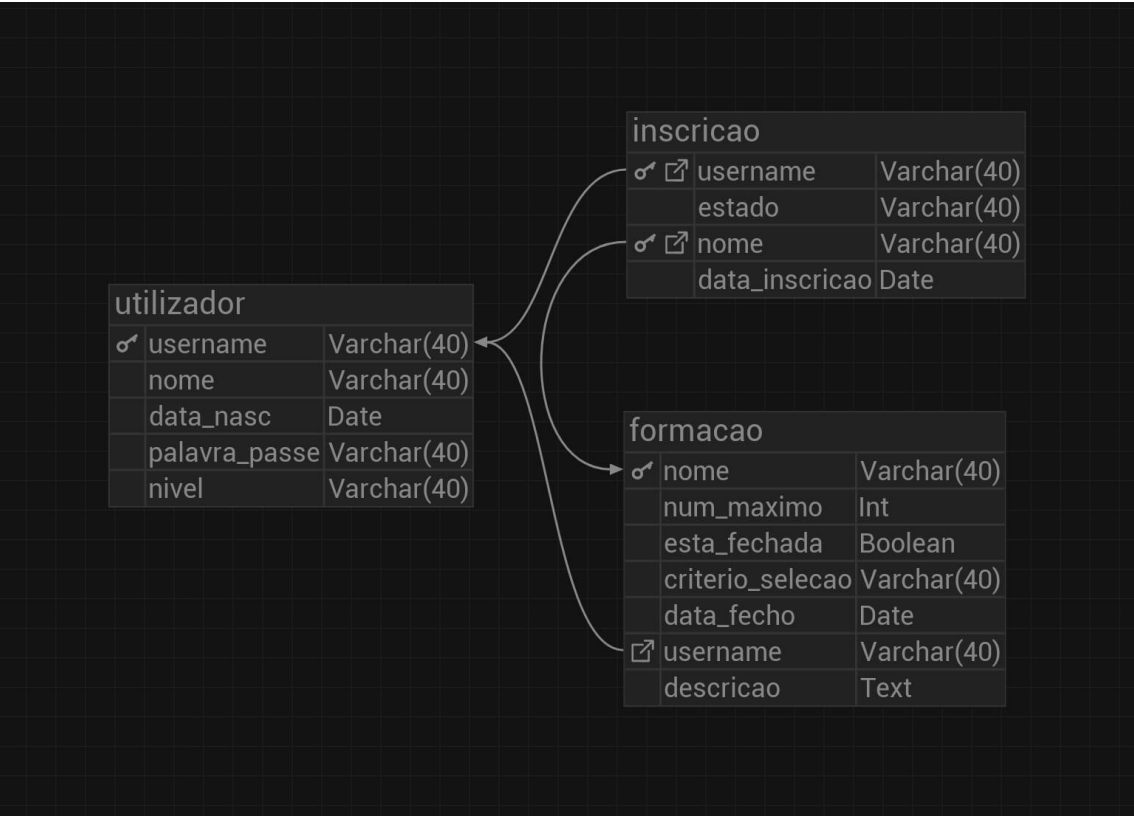 inscricao
username Varchar(40)
estado Varchar(40)
nome Varchar(40)
data_inscricao Date
utilizador
username Varchar(40)
nome Varchar(40)
data_nasc Date
palavra_passe Varchar(40)
nivel Varchar(40)
formacao
nome Varchar(40)
num_maximo Int
esta_fechada Boolean
criterio_selecao Varchar(40)
data_fecho Date
username Varchar(40)
descricao Text